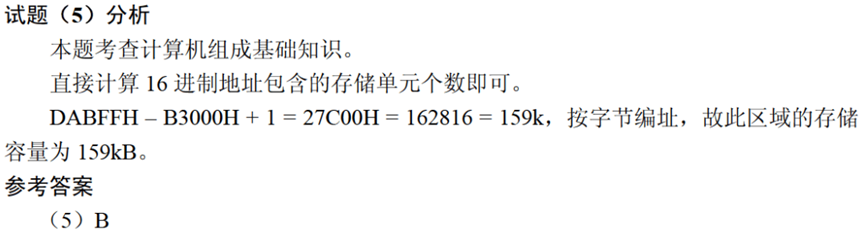 试题（5）分析
本题考查计算机组成基础知识。
直接计算 16 进制地址包含的存储单元个数即可。
DABFFH – B3000H + 1 = 27C00H = 162816 = 159k，按字节编址，故此区域的存储
容量为 159kB。
参考答案
（5）B